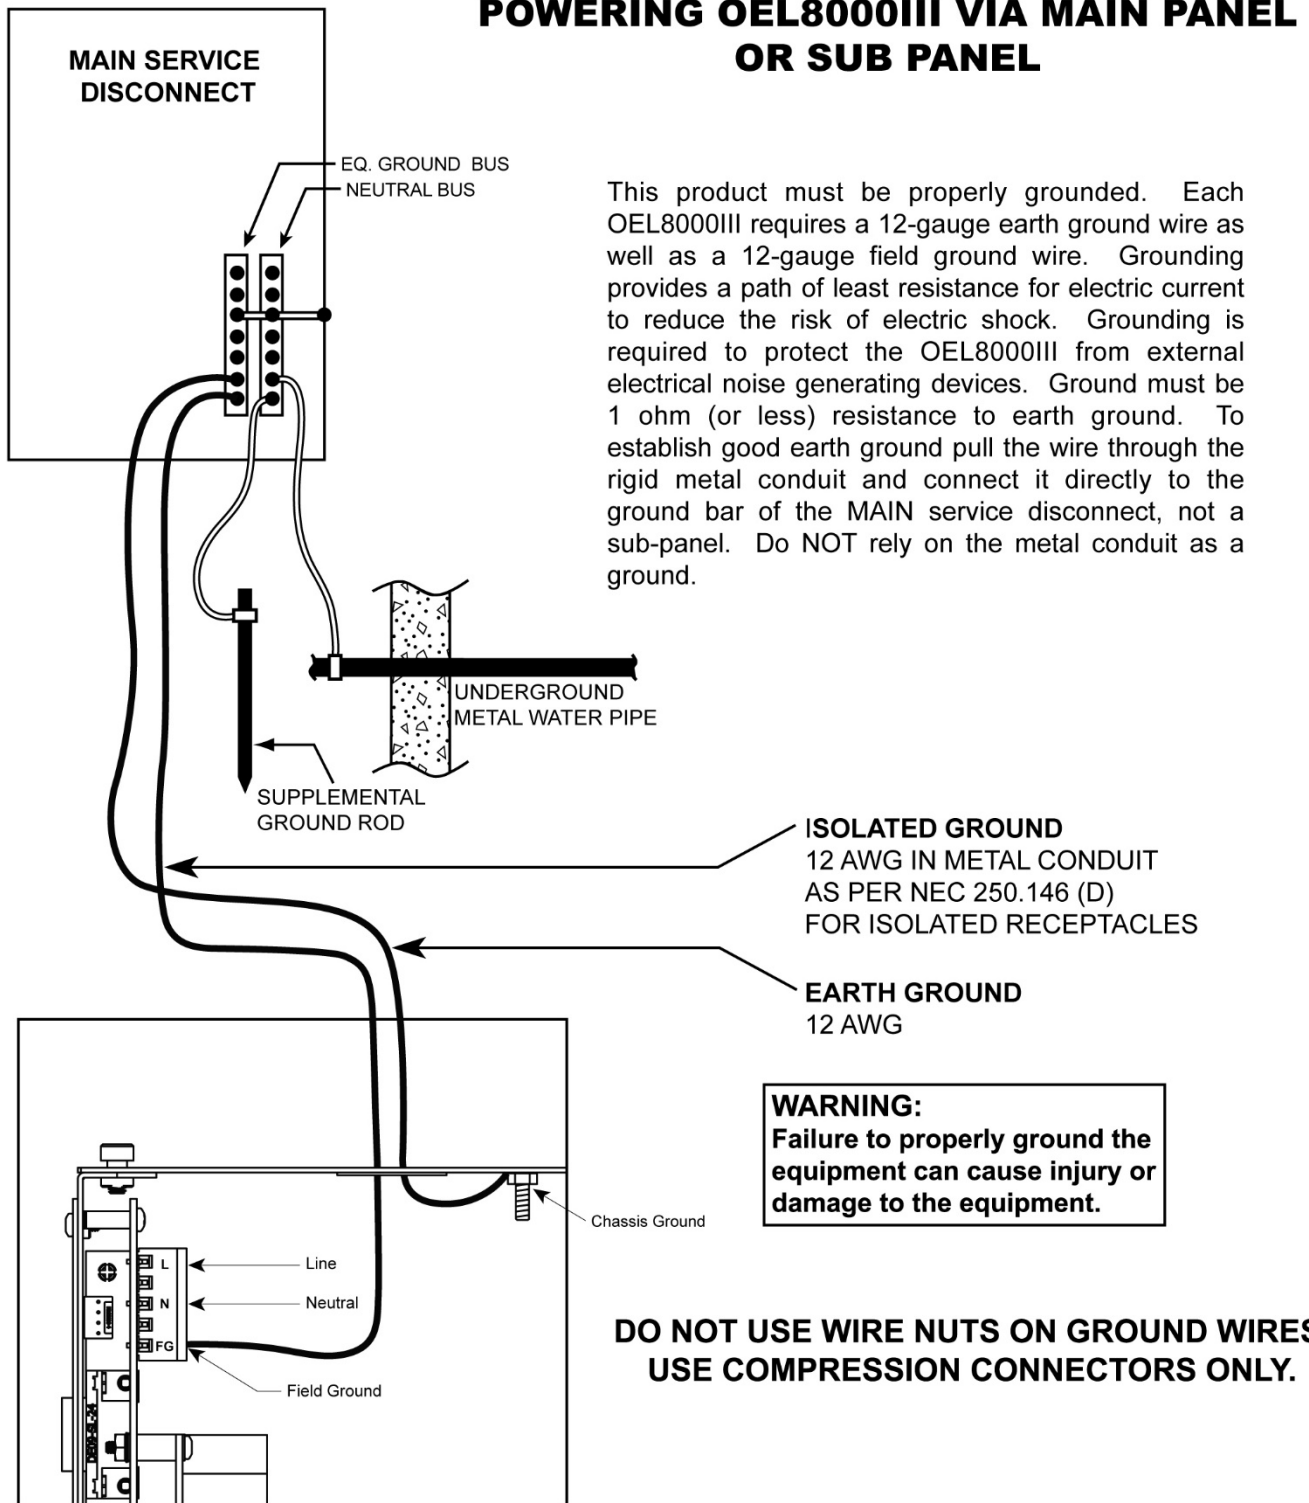 POWERING OEL8000III VIA MAIN PANEL
OR SUB PANEL
MAIN SERVICE
DISCONNECT
EQ. GROUND BUS
NEUTRAL BUS
This product must be properly grounded. Each
OEL8000III requires a 12-gauge earth ground wire as
well as a 12-gauge field ground wire. Grounding
provides a path of least resistance for electric current
to reduce the risk of electric shock. Grounding is
required to protect the OEL8000III from external
electrical noise generating devices. Ground must be
1 ohm (or less) resistance to earth ground. To
establish good earth ground pull the wire through the
rigid metal conduit and connect it directly to the
ground bar of the MAIN service disconnect, not a
sub-panel. Do NOT rely on the metal conduit as a
ground.
UNDERGROUND
METAL WATER PIPE
SUPPLEMENTAL
GROUND ROD
ISOLATED GROUND
12 AWG IN METAL CONDUIT
AS PER NEC 250.146 (D)
FOR ISOLATED RECEPTACLES
EARTH GROUND
12 AWG
WARNING:
Failure to properly ground the
equipment can cause injury or
damage to the equipment.
Chassis Ground
L
Line
N
Neutral
FG
Field Ground
DE09-SL-24
DO NOT USE WIRE NUTS ON GROUND WIRES
USE COMPRESSION CONNECTORS ONLY.